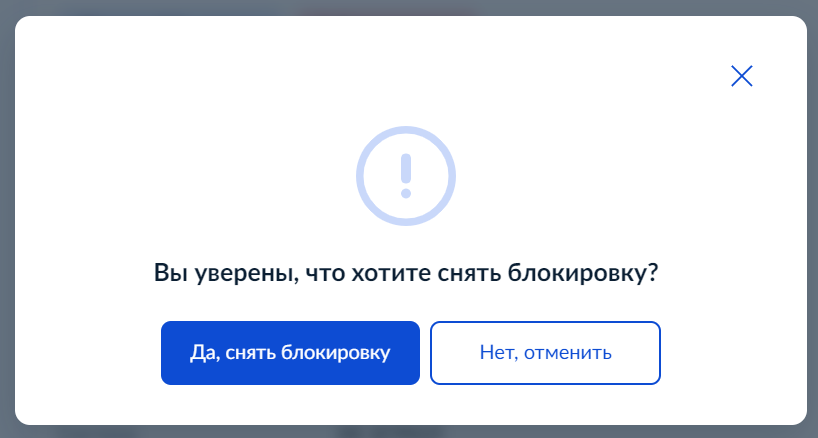 Вы уверены, что хотите снять блокировку?
Да, снять блокировку
Нет, отменить